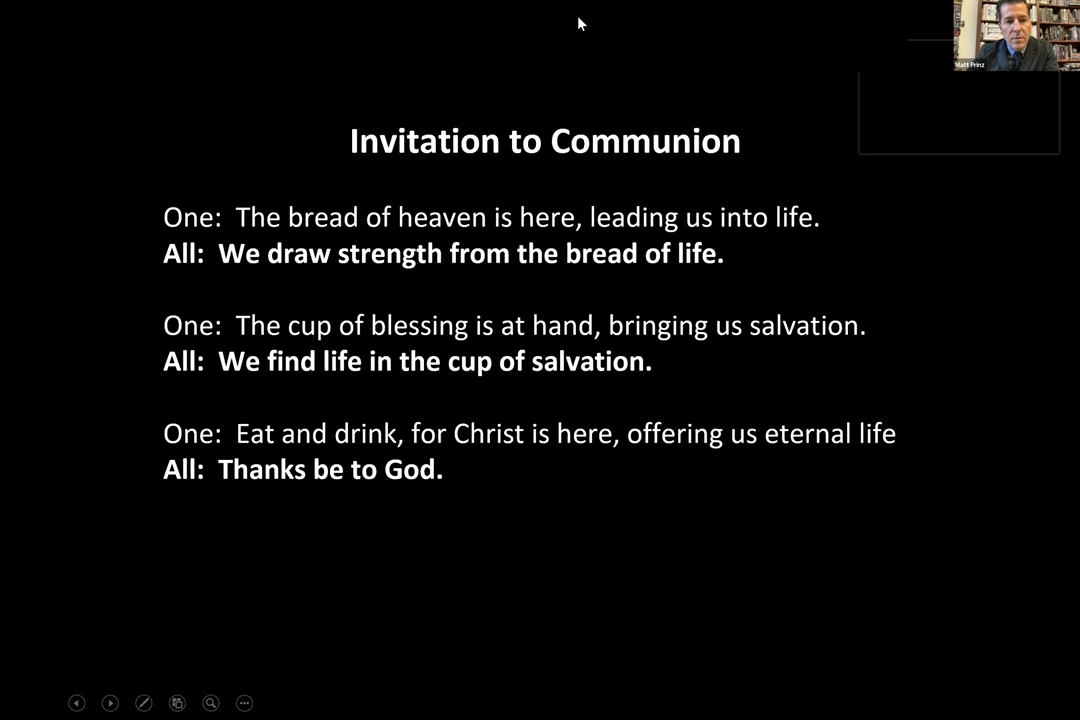 Matt Prinz
Invitation to Communion
One: The bread of heaven is here, leading us into life.
All: We draw strength from the bread of life.
One: The cup of blessing is at hand, bringing us salvation.
All: We find life in the cup of salvation.
One: Eat and drink, for Christ is here, offering us eternal life
All: Thanks be to God.